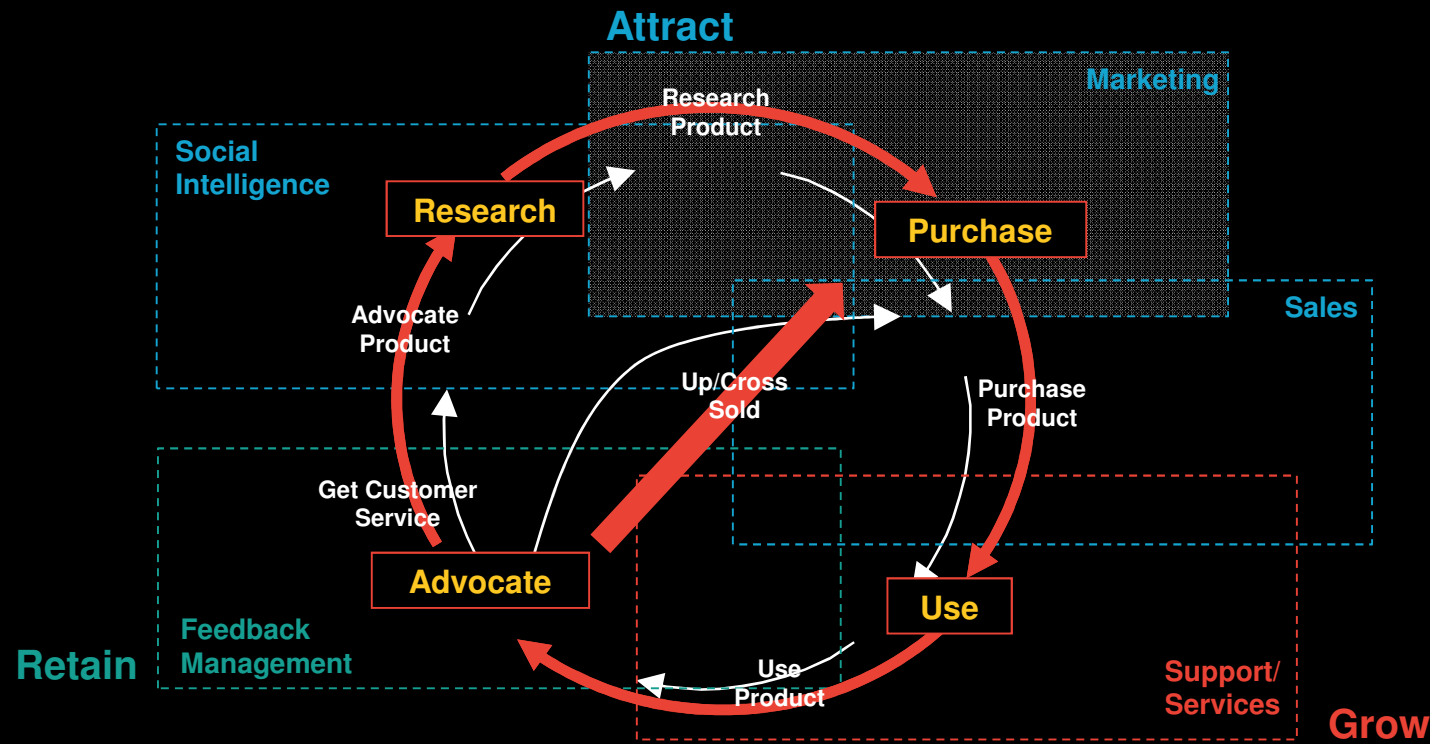 Attract
Marketing
Research
Product
Social
Intelligence
Research
Purchase
Sales
Advocate
Product
Up/Cross
Sold
Purchase
Product
Get Customer
Service
Advocate
Use
Feedback
Management
Retain
Use
Product
Support/
Services
Grow